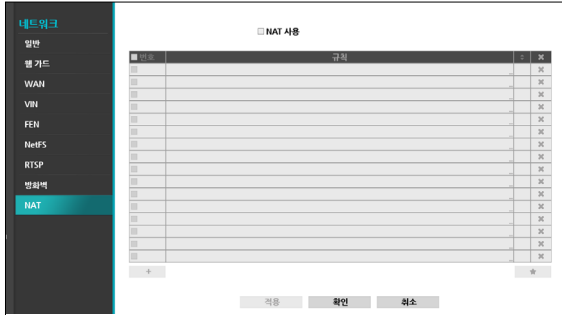 네트워크
일반
웹 가드
WAN
VIN
FEN
NetFS
RTSP
방화벽
NAT
NAT 사용
번호 규칙
적용 확인 취소